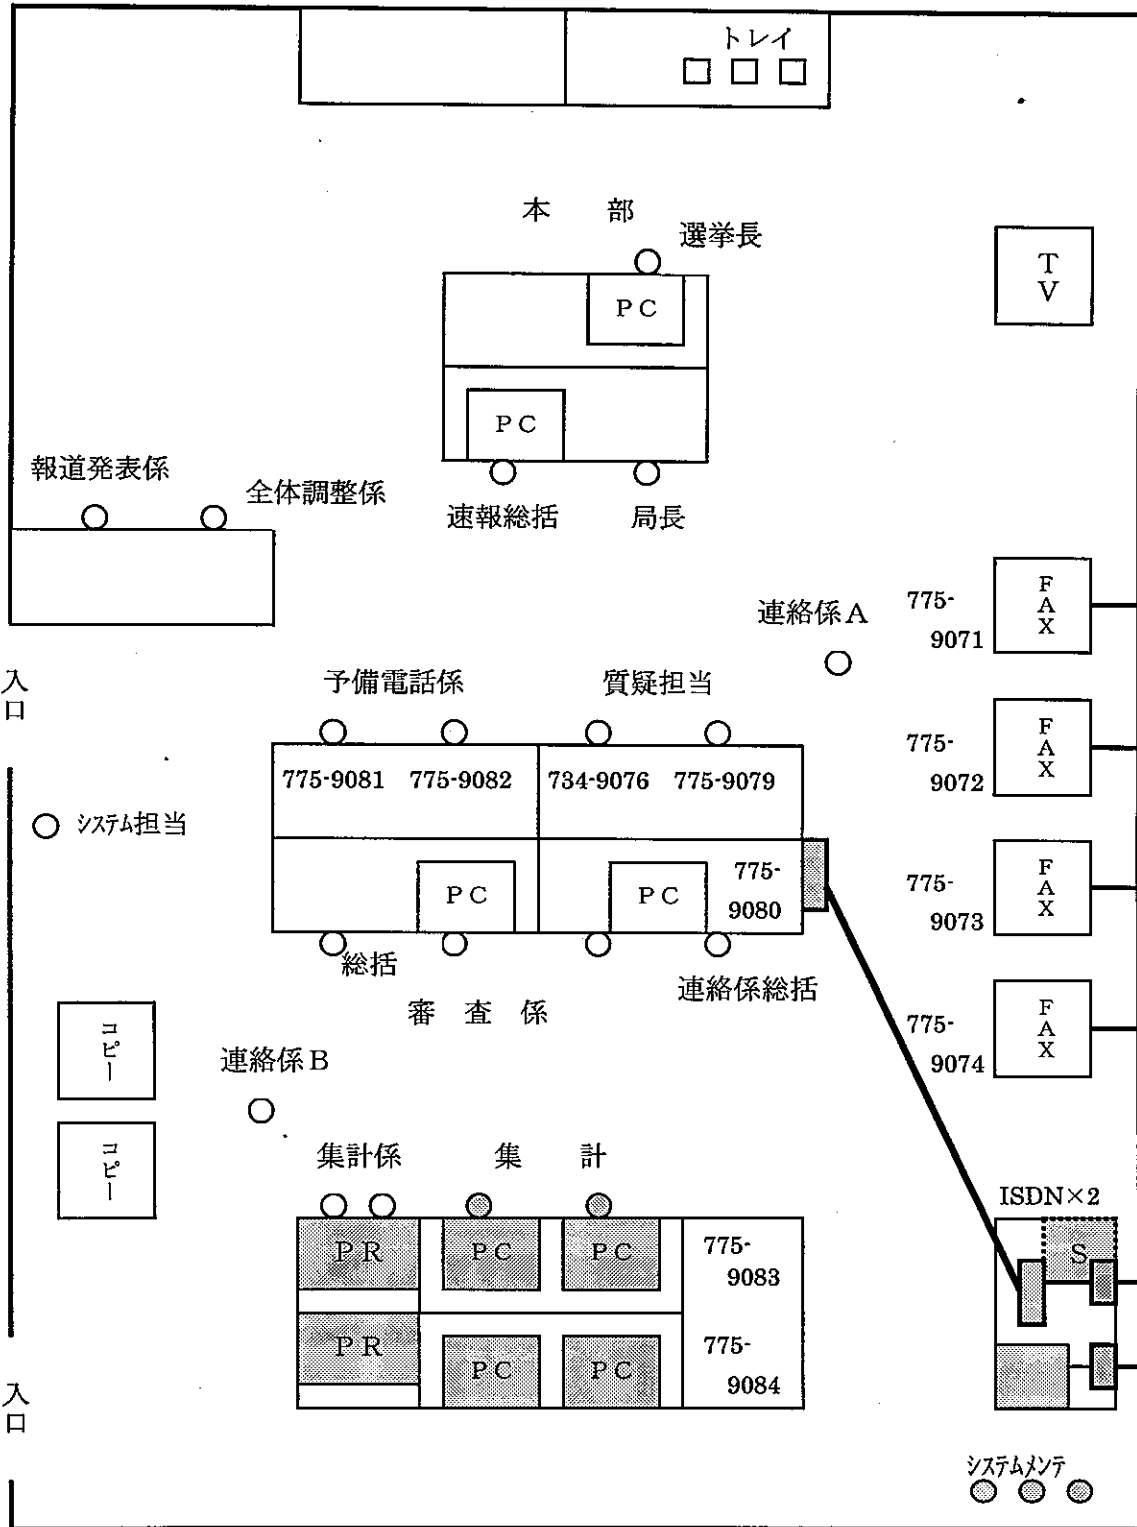 トレイ
本 部
選挙長
TV
PC
PC
報道発表係
全体調整係
速報総括
局長
連絡係A
775-
9071
FAX
入口
予備電話係
質疑担当
775-
9072
FAX
775-9081
775-9082
734-9076
775-9079
システム担当
PC
PC
775-
9080
775-
9073
FAX
総括
連絡係総括
審 査 係
775-
9074
FAX
コピー
連絡係B
コピー
集計係
集 計
ISDN×2
PR
PC
PC
775-
9083
S
PR
PC
PC
775-
9084
入口
システムメンテ